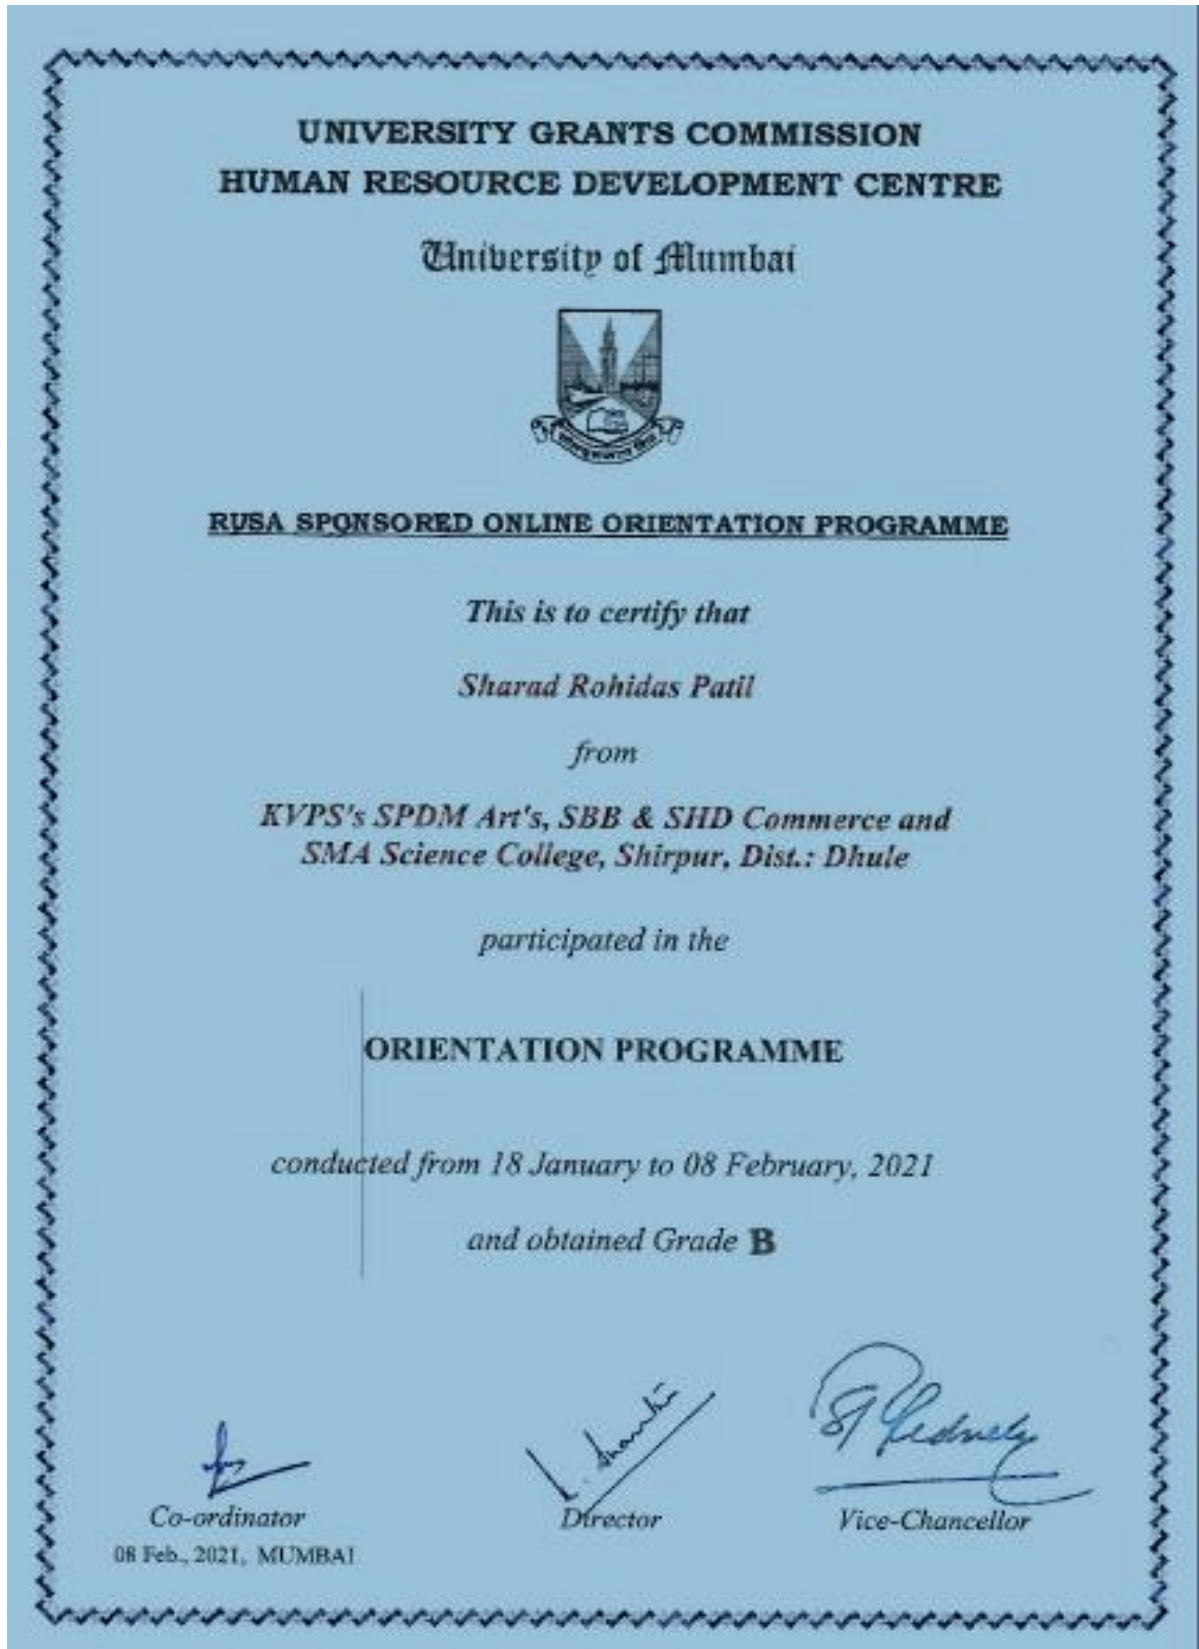 UNIVERSITY GRANTS COMMISSION
HUMAN RESOURCE DEVELOPMENT CENTRE
University of Mumbai
RUSA SPONSORED ONLINE ORIENTATION PROGRAMME
This is to certify that
Sharad Rohidas Patil
from
KVPS's SPDM Art's, SBB & SHD Commerce and
SMA Science College, Shirpur, Dist.: Dhule
participated in the
ORIENTATION PROGRAMME
conducted from 18 January to 08 February, 2021
and obtained Grade B
Co-ordinator
Director
Vice-Chancellor
08 Feb., 2021, MUMBAI